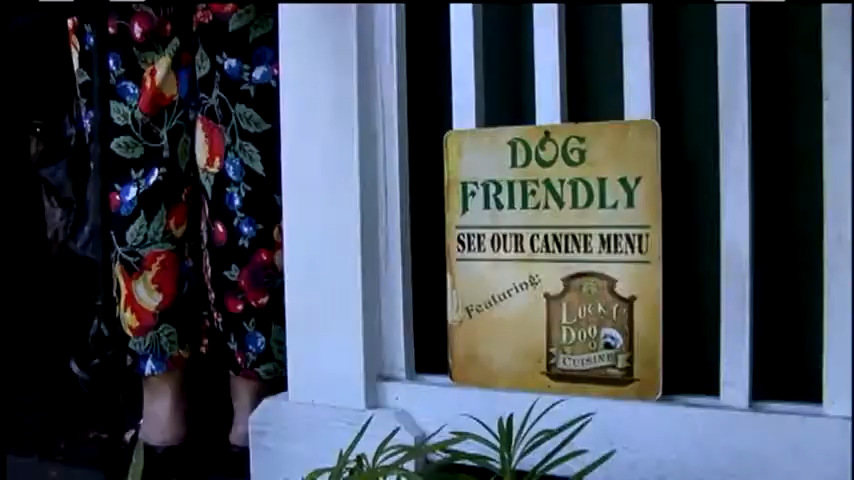 DOG
FRIENDLY
SEE OUR CANINE MENU
Featuring:
LUCKY
DOG
CUISINE